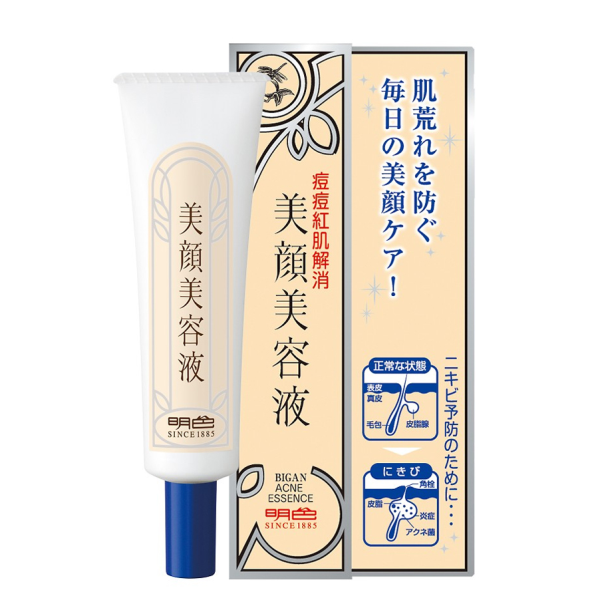 美顔美容液
明色
SINCE1885
痘痘紅肌解消
美顔美容液
BIGAN
ACNE
ESSENCE
明色
SINCE1885
肌荒れを防ぐ
毎日の美顔ケア!
ニキビ予防のために･･･
正常な状態
表皮
真皮
毛包
皮脂腺
にきび
角栓
皮脂
炎症
アクネ菌